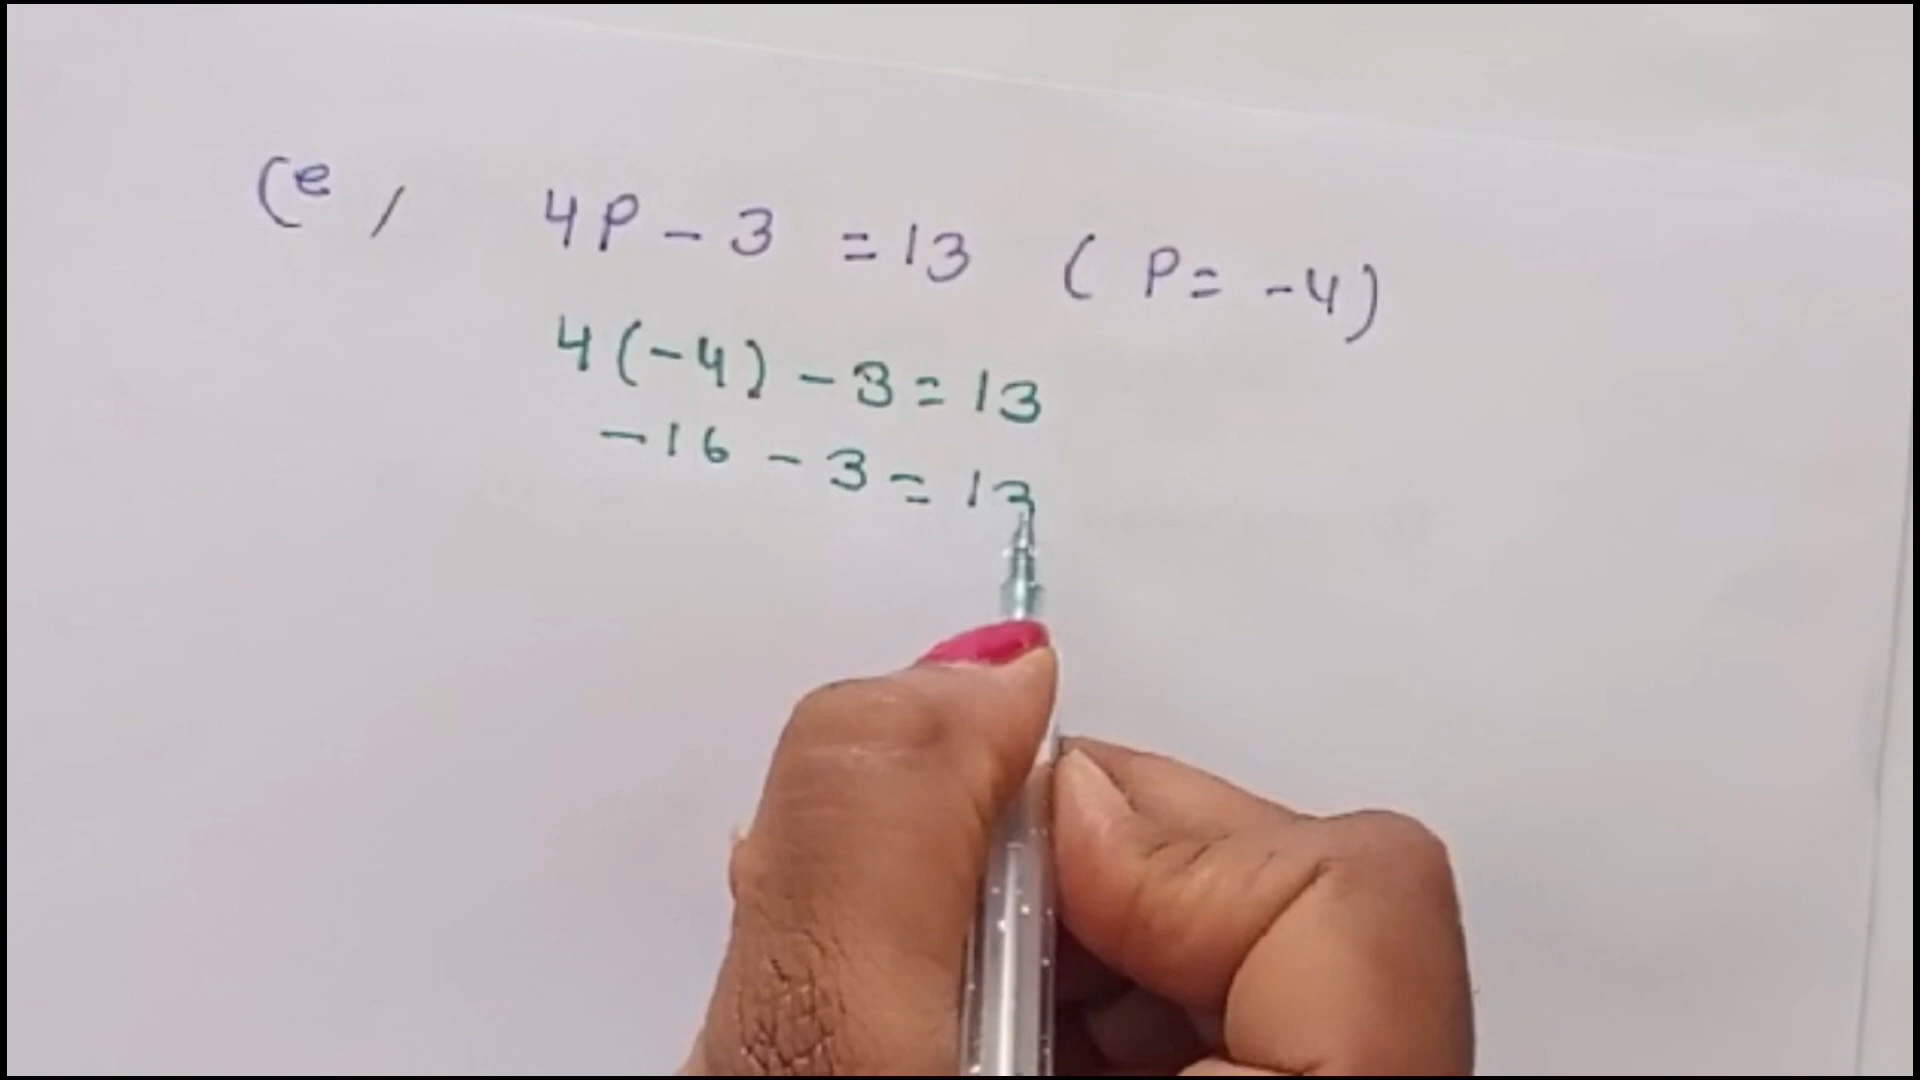 (e) 4P - 3 = 13 (P = -4)
4(-4) - 3 = 13
-16 - 3 = 13